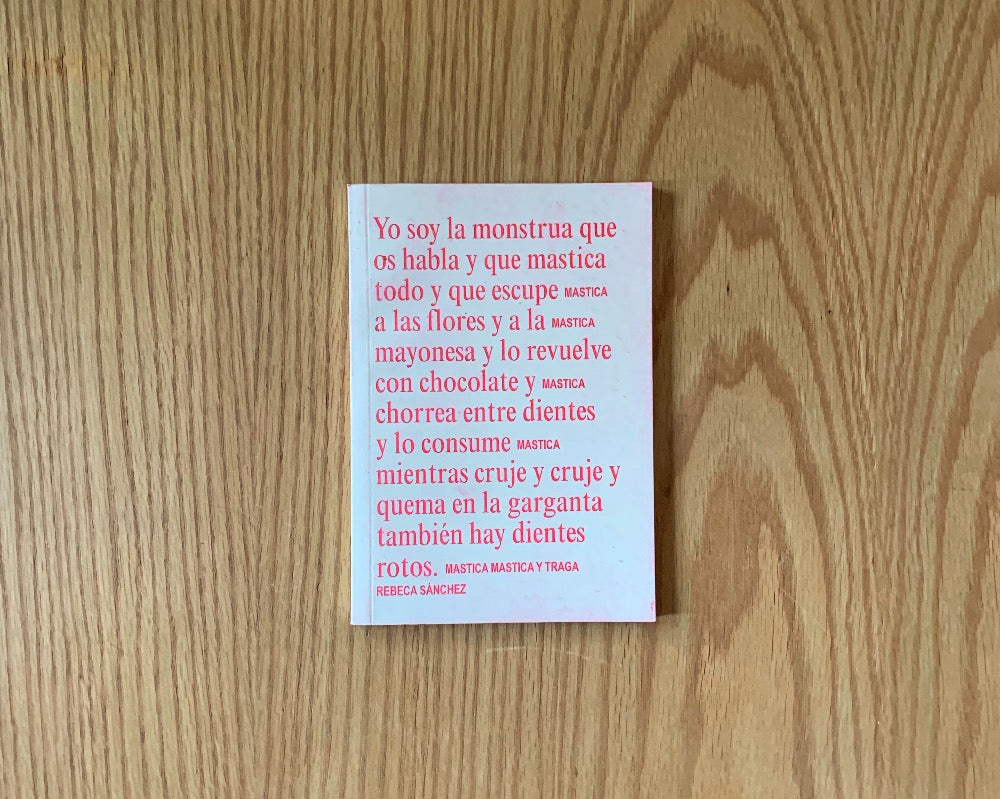 Yo soy la monstrua que
os habla y que mastica
todo y que escupe MASTICA
a las flores y a la MASTICA
mayonesa y lo revuelve
con chocolate y MASTICA
chorrea entre dientes
y lo consume MASTICA
mientras cruje y cruje y
quema en la garganta
también hay dientes
rotos. MASTICA MASTICA Y TRAGA
REBECA SÁNCHEZ